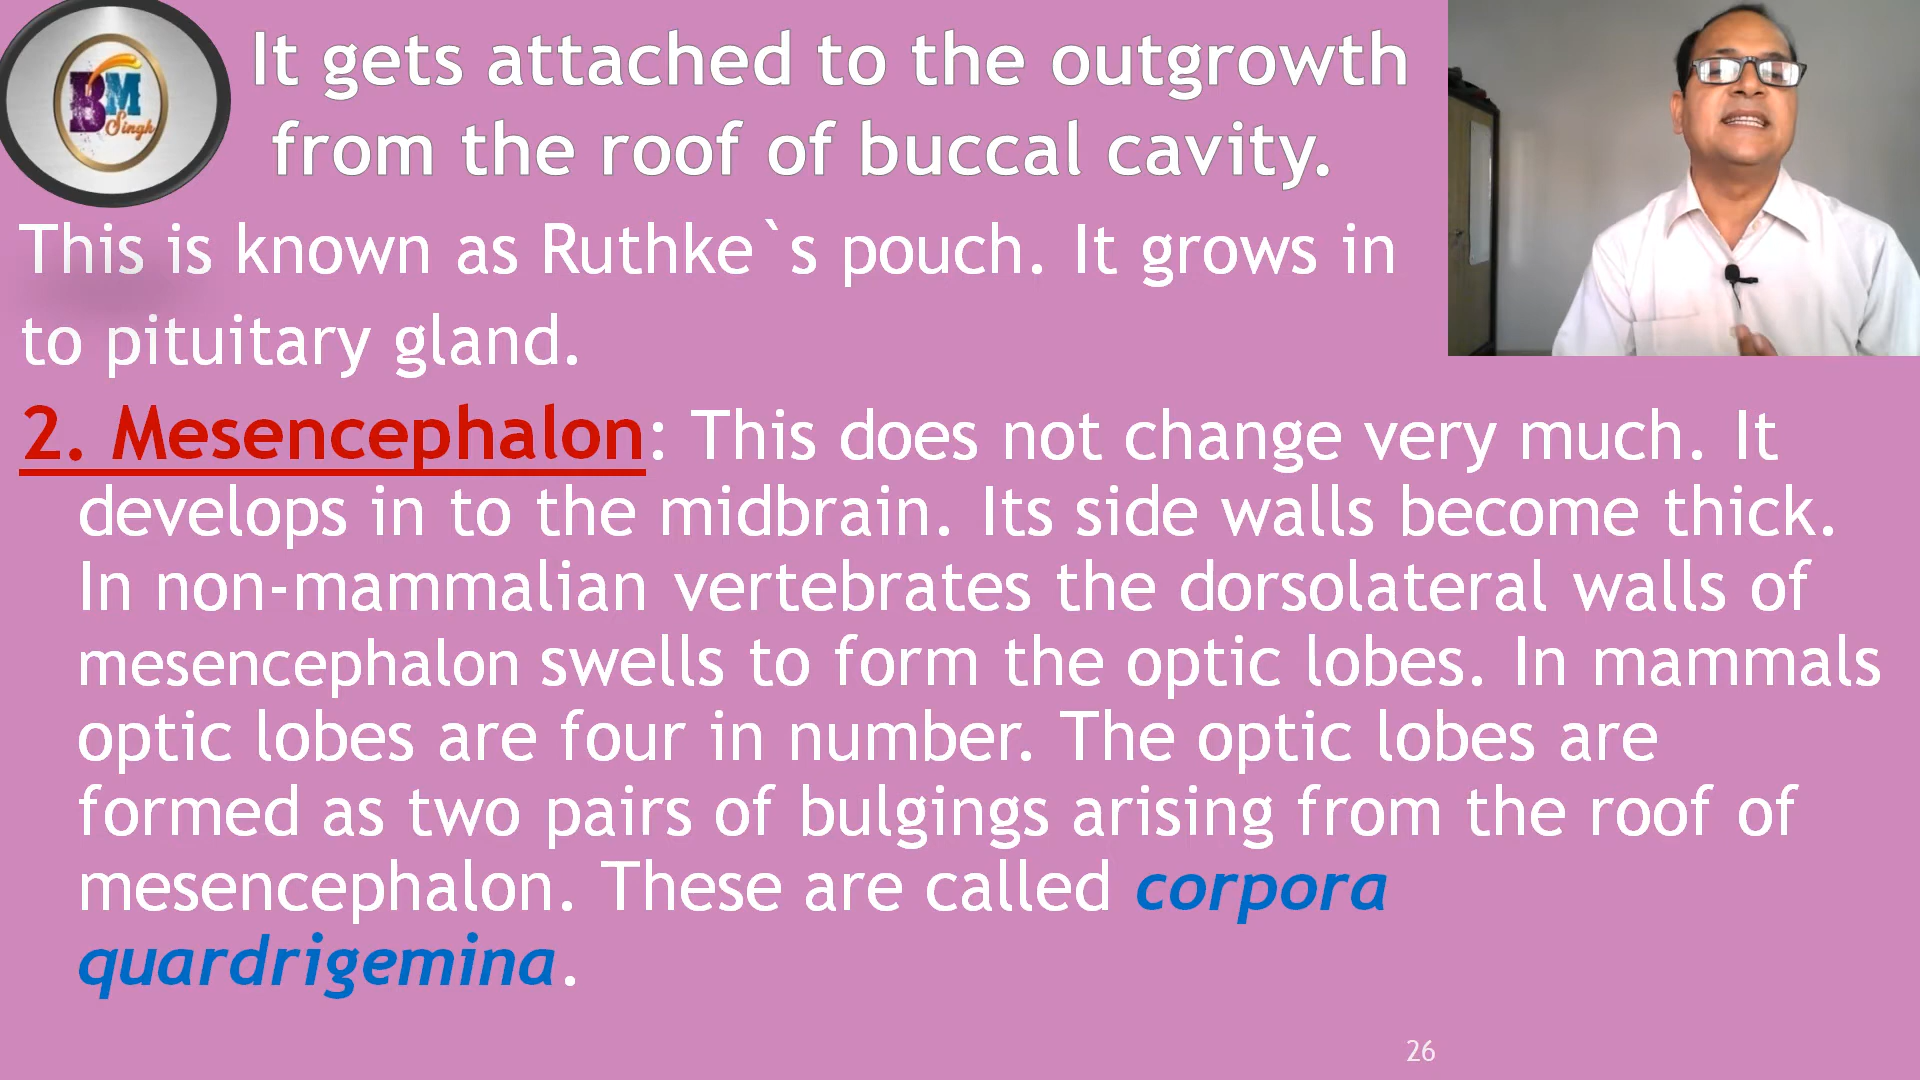 BM
Singh
It gets attached to the outgrowth
from the roof of buccal cavity.
This is known as Ruthke`s pouch. It grows in
to pituitary gland.
2. Mesencephalon: This does not change very much. It
develops in to the midbrain. Its side walls become thick.
In non-mammalian vertebrates the dorsolateral walls of
mesencephalon swells to form the optic lobes. In mammals
optic lobes are four in number. The optic lobes are
formed as two pairs of bulgings arising from the roof of
mesencephalon. These are called corpora
quardrigemina.
26